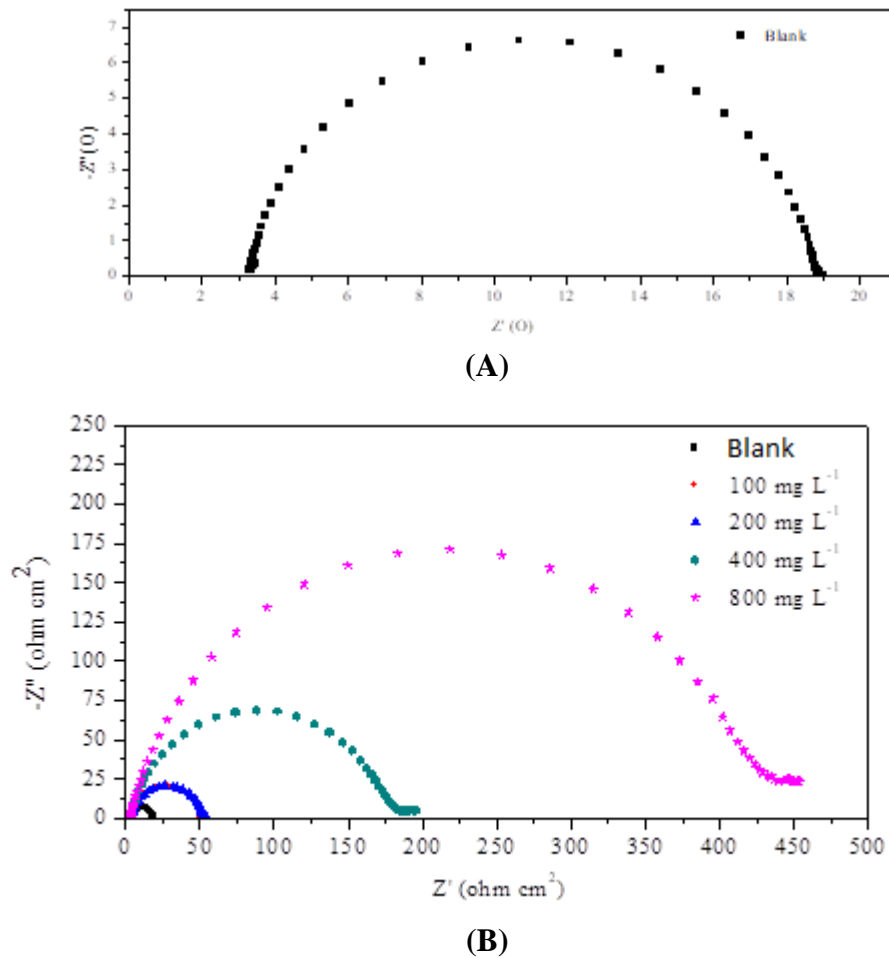 7
6
5
4
3
2
1
0
-Z"(O)
Blank
0 2 4 6 8 10 12 14 16 18 20
Z' (O)
(A)
250
225
200
175
150
125
100
75
50
25
0
-Z" (ohm cm²)
Blank
100 mg L⁻¹
200 mg L⁻¹
400 mg L⁻¹
800 mg L⁻¹
0 50 100 150 200 250 300 350 400 450 500
Z' (ohm cm²)
(B)